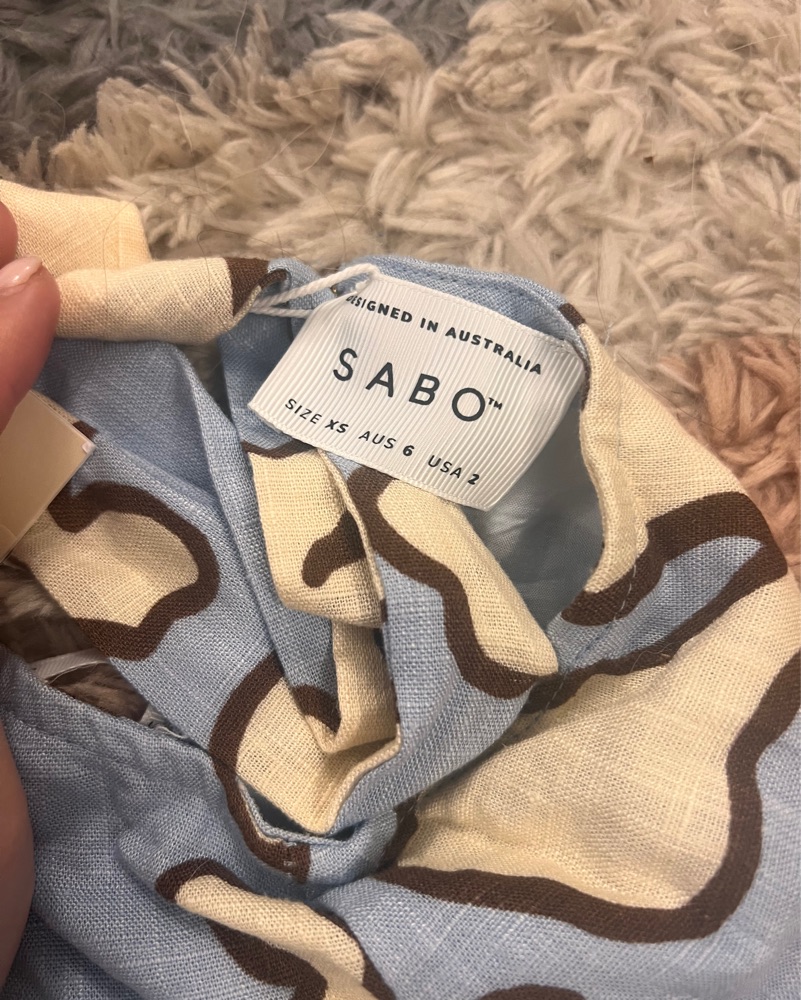 DESIGNED IN AUSTRALIA
SABO™
SIZE XS AUS 6 USA 2